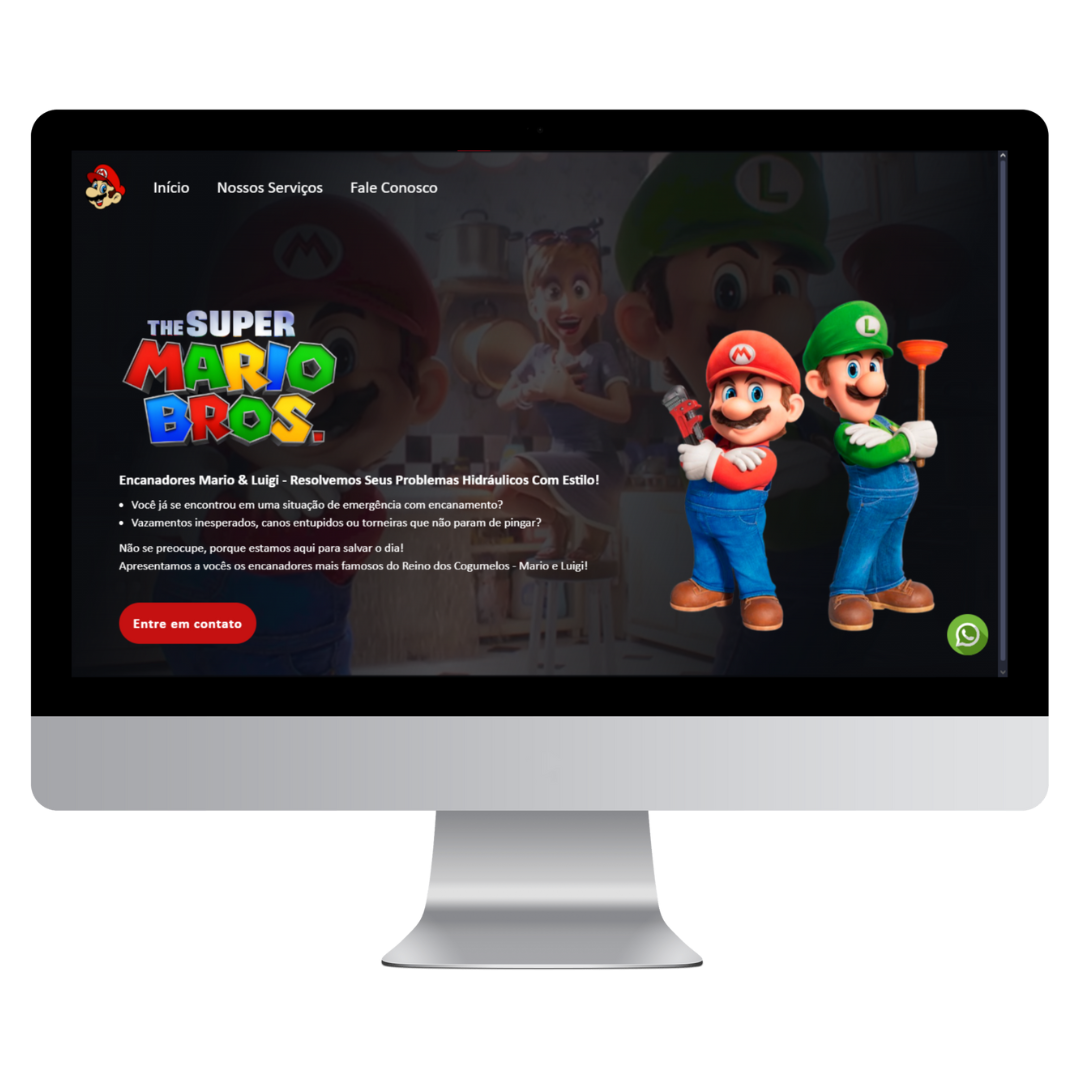 Início Nossos Serviços Fale Conosco
THE SUPER
MARIO
BROS.
Encanadores Mario & Luigi - Resolvemos Seus Problemas Hidráulicos Com Estilo!
• Você já se encontrou em uma situação de emergência com encanamento?
• Vazamentos inesperados, canos entupidos ou torneiras que não param de pingar?
Não se preocupe, porque estamos aqui para salvar o dia!
Apresentamos a vocês os encanadores mais famosos do Reino dos Cogumelos - Mario e Luigi!
Entre em contato
M
L
M
L